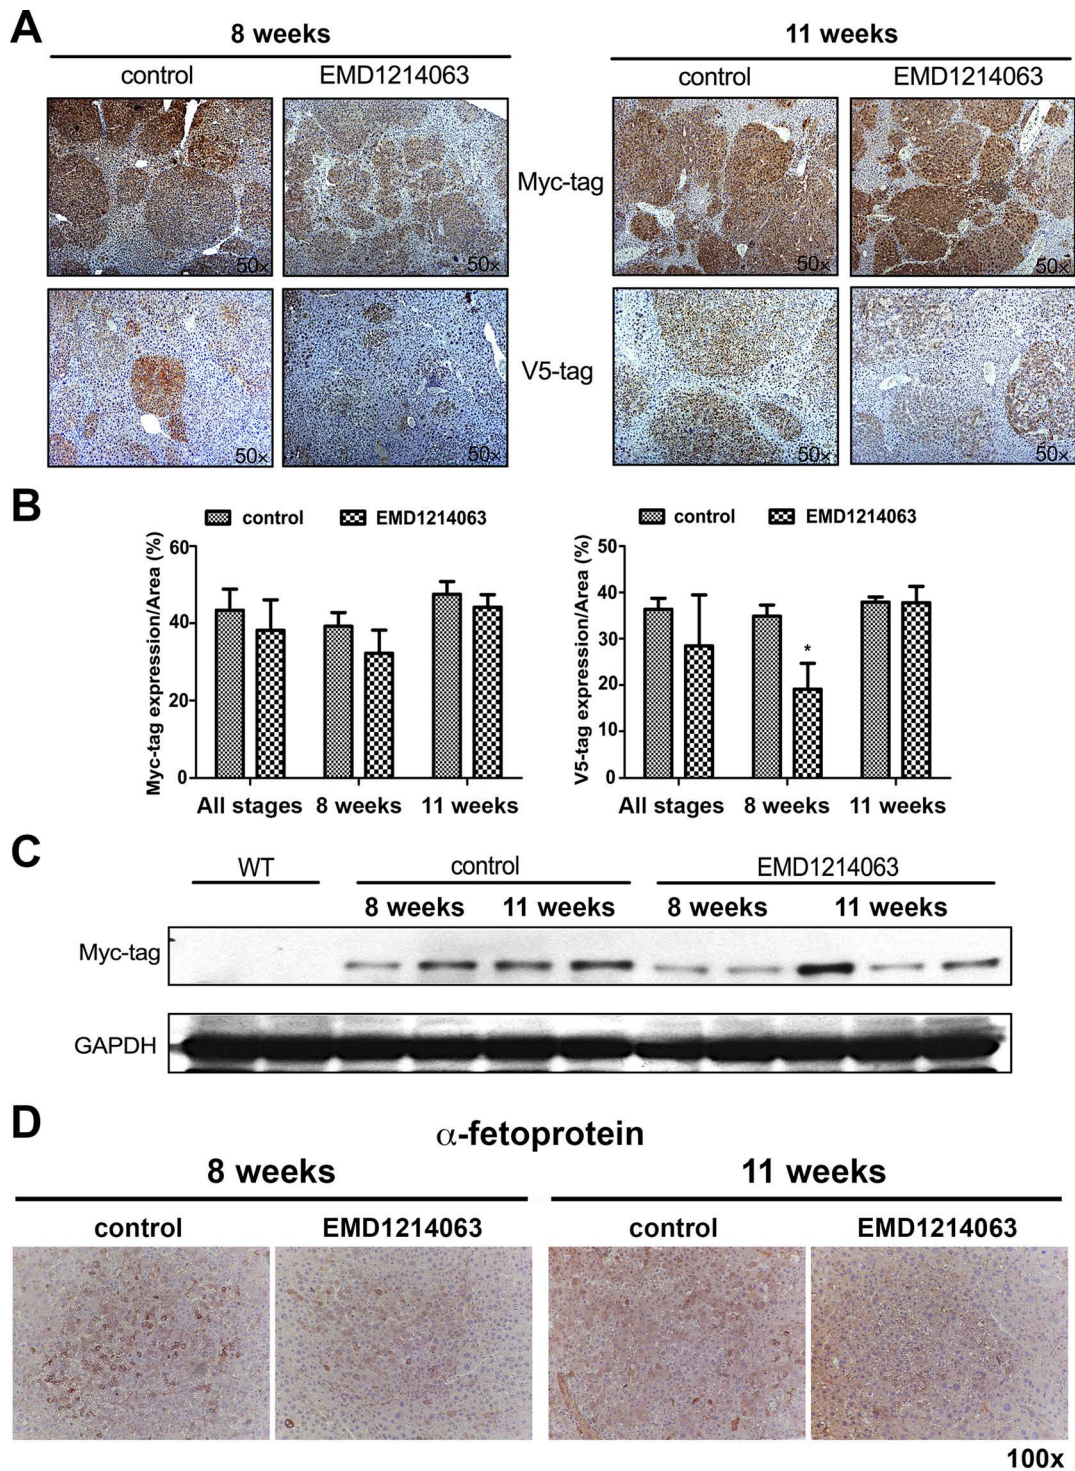 A
8 weeks
11 weeks
control
EMD1214063
control
EMD1214063
50x
50x
Myc-tag
50x
50x
50x
50x
V5-tag
50x
50x
B
control
EMD1214063
control
EMD1214063
Myc-tag expression/Area (%)
60
40
20
0
All stages
8 weeks
11 weeks
V5-tag expression/Area (%)
50
40
30
20
10
0
*
All stages
8 weeks
11 weeks
C
WT
control
EMD1214063
8 weeks
11 weeks
8 weeks
11 weeks
Myc-tag
GAPDH
D
α-fetoprotein
8 weeks
11 weeks
control
EMD1214063
control
EMD1214063
100x